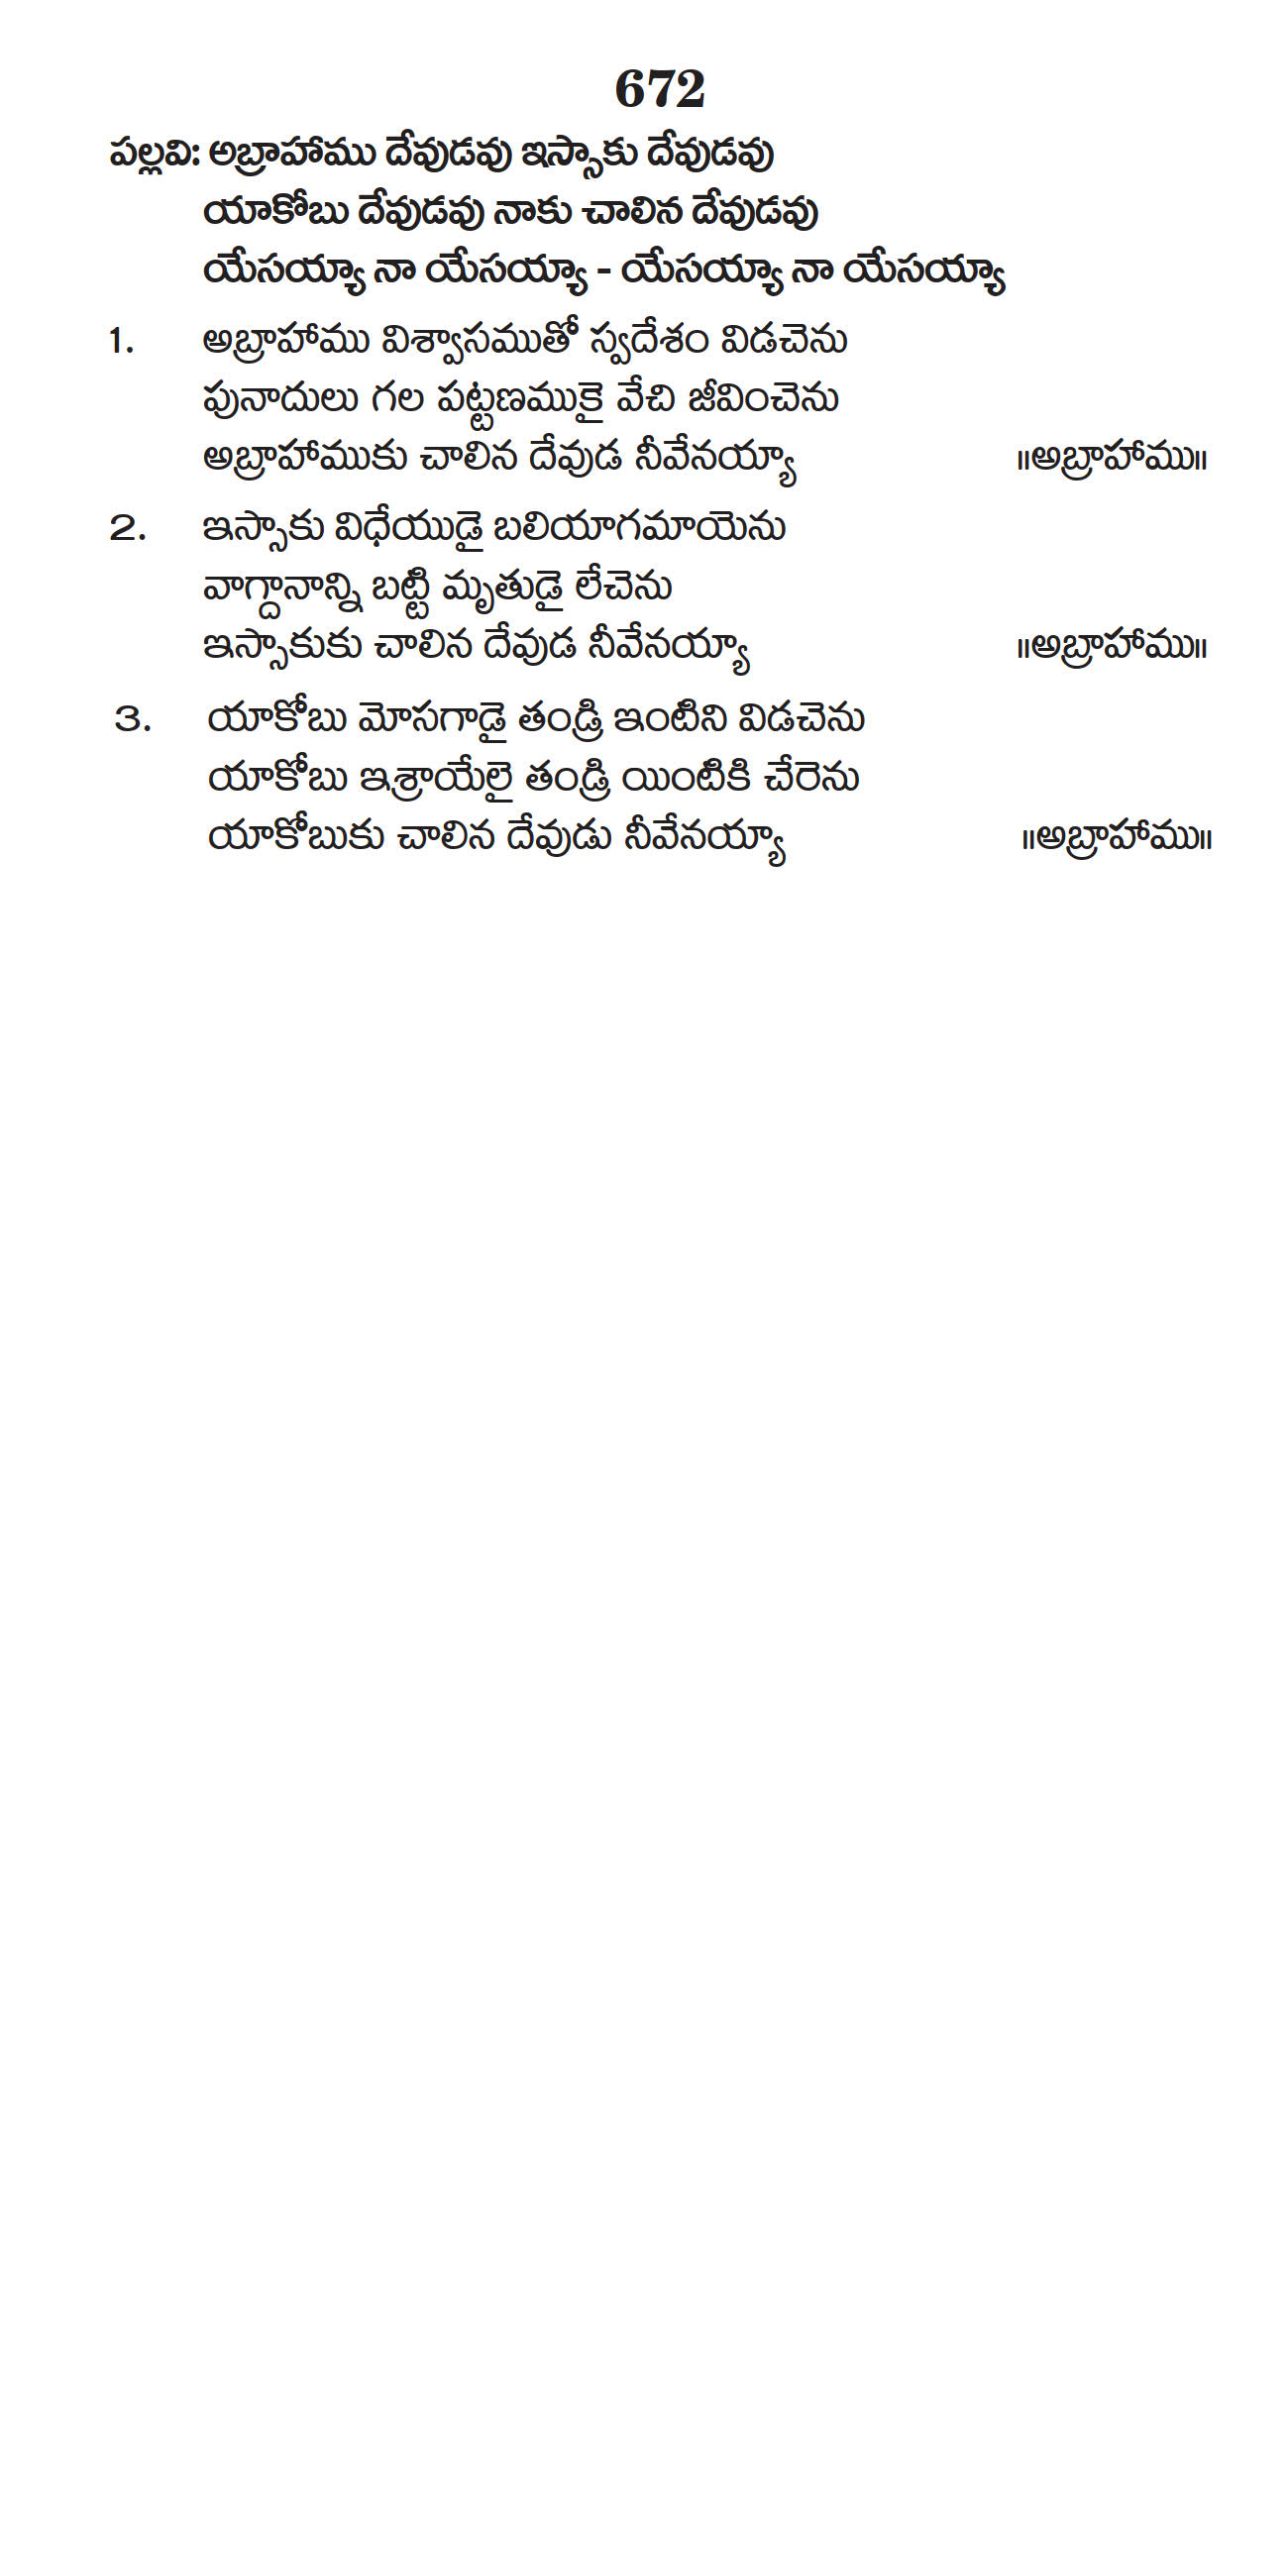 672
పల్లవి: అబ్రాహాము దేవుడవు ఇస్సాకు దేవుడవు
యాకోబు దేవుడవు నాకు చాలిన దేవుడవు
యేసయ్యా నా యేసయ్యా - యేసయ్యా నా యేసయ్యా
1. అబ్రాహాము విశ్వాసముతో స్వదేశం విడచెను
పునాదులు గల పట్టణముకై వేచి జీవించెను
అబ్రాహాముకు చాలిన దేవుడ నీవేనయ్యా ॥అబ్రాహాము॥
2. ఇస్సాకు విధేయుడై బలియాగమాయెను
వాగ్దానాన్ని బట్టి మృతుడై లేచెను
ఇస్సాకుకు చాలిన దేవుడ నీవేనయ్యా ॥అబ్రాహాము॥
3. యాకోబు మోసగాడై తండ్రి ఇంటిని విడచెను
యాకోబు ఇశ్రాయేలై తండ్రి యింటికి చేరెను
యాకోబుకు చాలిన దేవుడు నీవేనయ్యా ॥అబ్రాహాము॥